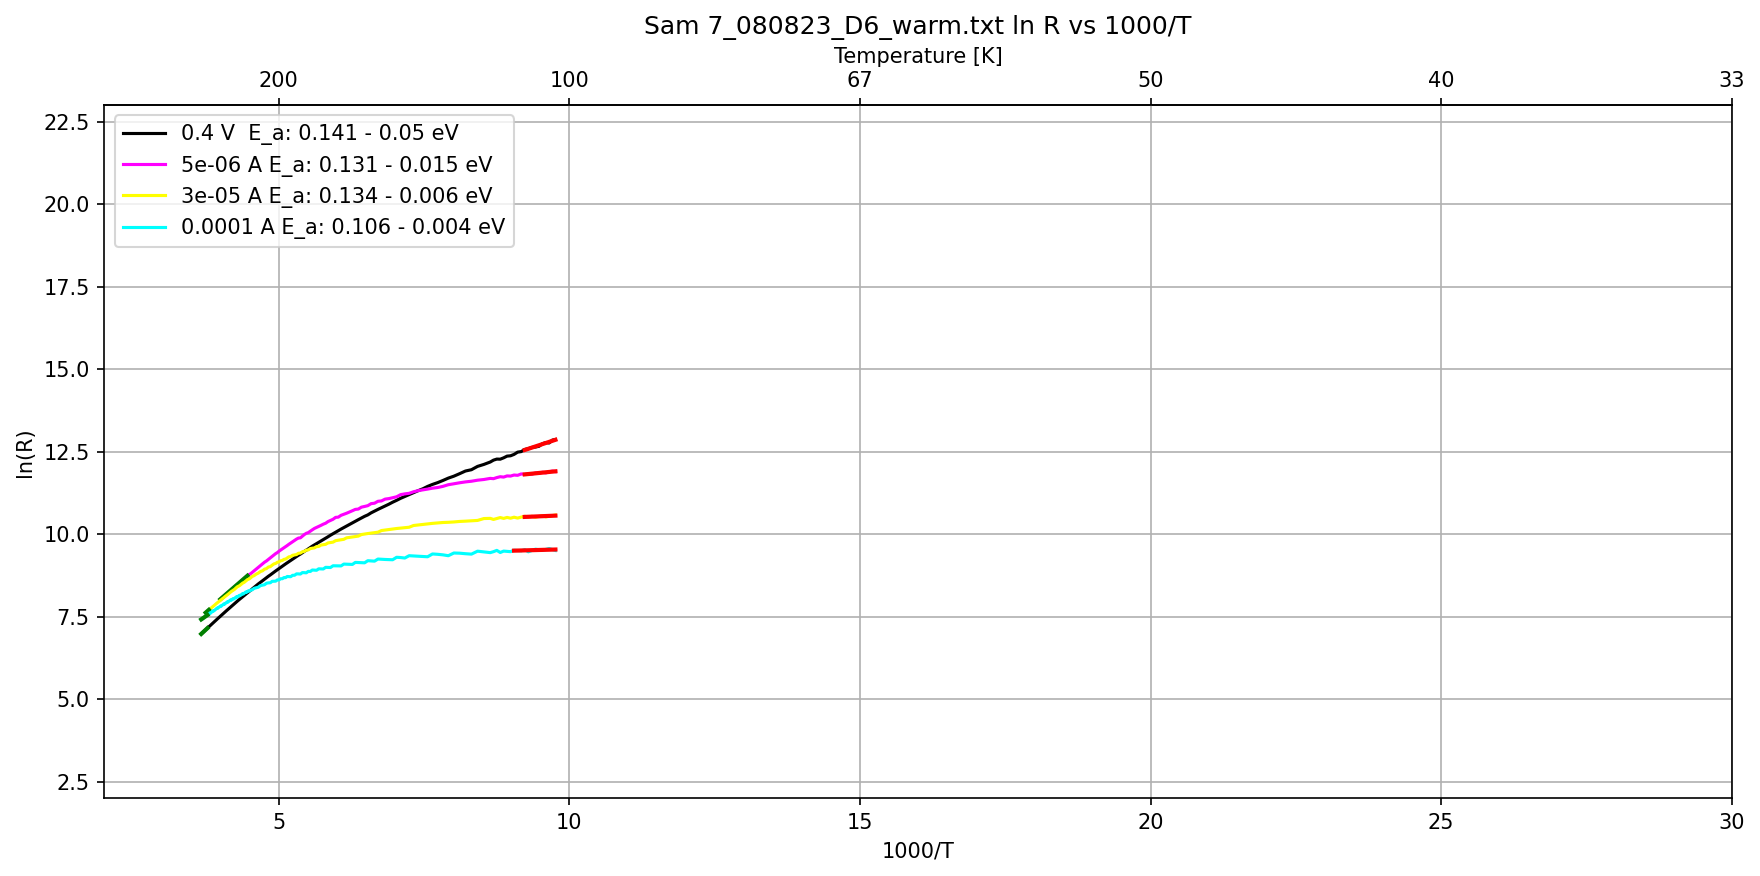 Sam 7_080823_D6_warm.txt ln R vs 1000/T
Temperature [K]
200 100 67 50 40 33
0.4 V  E_a: 0.141 - 0.05 eV
5e-06 A E_a: 0.131 - 0.015 eV
3e-05 A E_a: 0.134 - 0.006 eV
0.0001 A E_a: 0.106 - 0.004 eV
22.5
20.0
17.5
15.0
12.5
10.0
7.5
5.0
2.5
ln(R)
5 10 15 20 25 30
1000/T